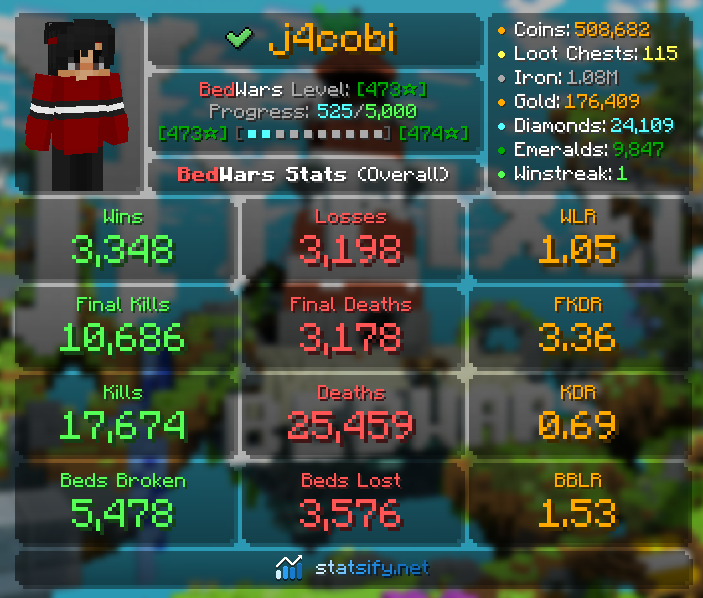 j4cobi
BedWars Level: [473☆]
Progress: 525/5,000
[473☆] [■■■■■■■■■■] [474☆]
BedWars Stats (Overall)
• Coins: 508,682
• Loot Chests: 115
• Iron: 1.08M
• Gold: 176,409
• Diamonds: 24,109
• Emeralds: 9,847
• Winstreak: 1
Wins
3,348
Losses
3,198
WLR
1.05
Final Kills
10,686
Final Deaths
3,178
FKDR
3.36
Kills
17,674
Deaths
25,459
KDR
0.69
Beds Broken
5,478
Beds Lost
3,576
BBLR
1.53
statsify.net